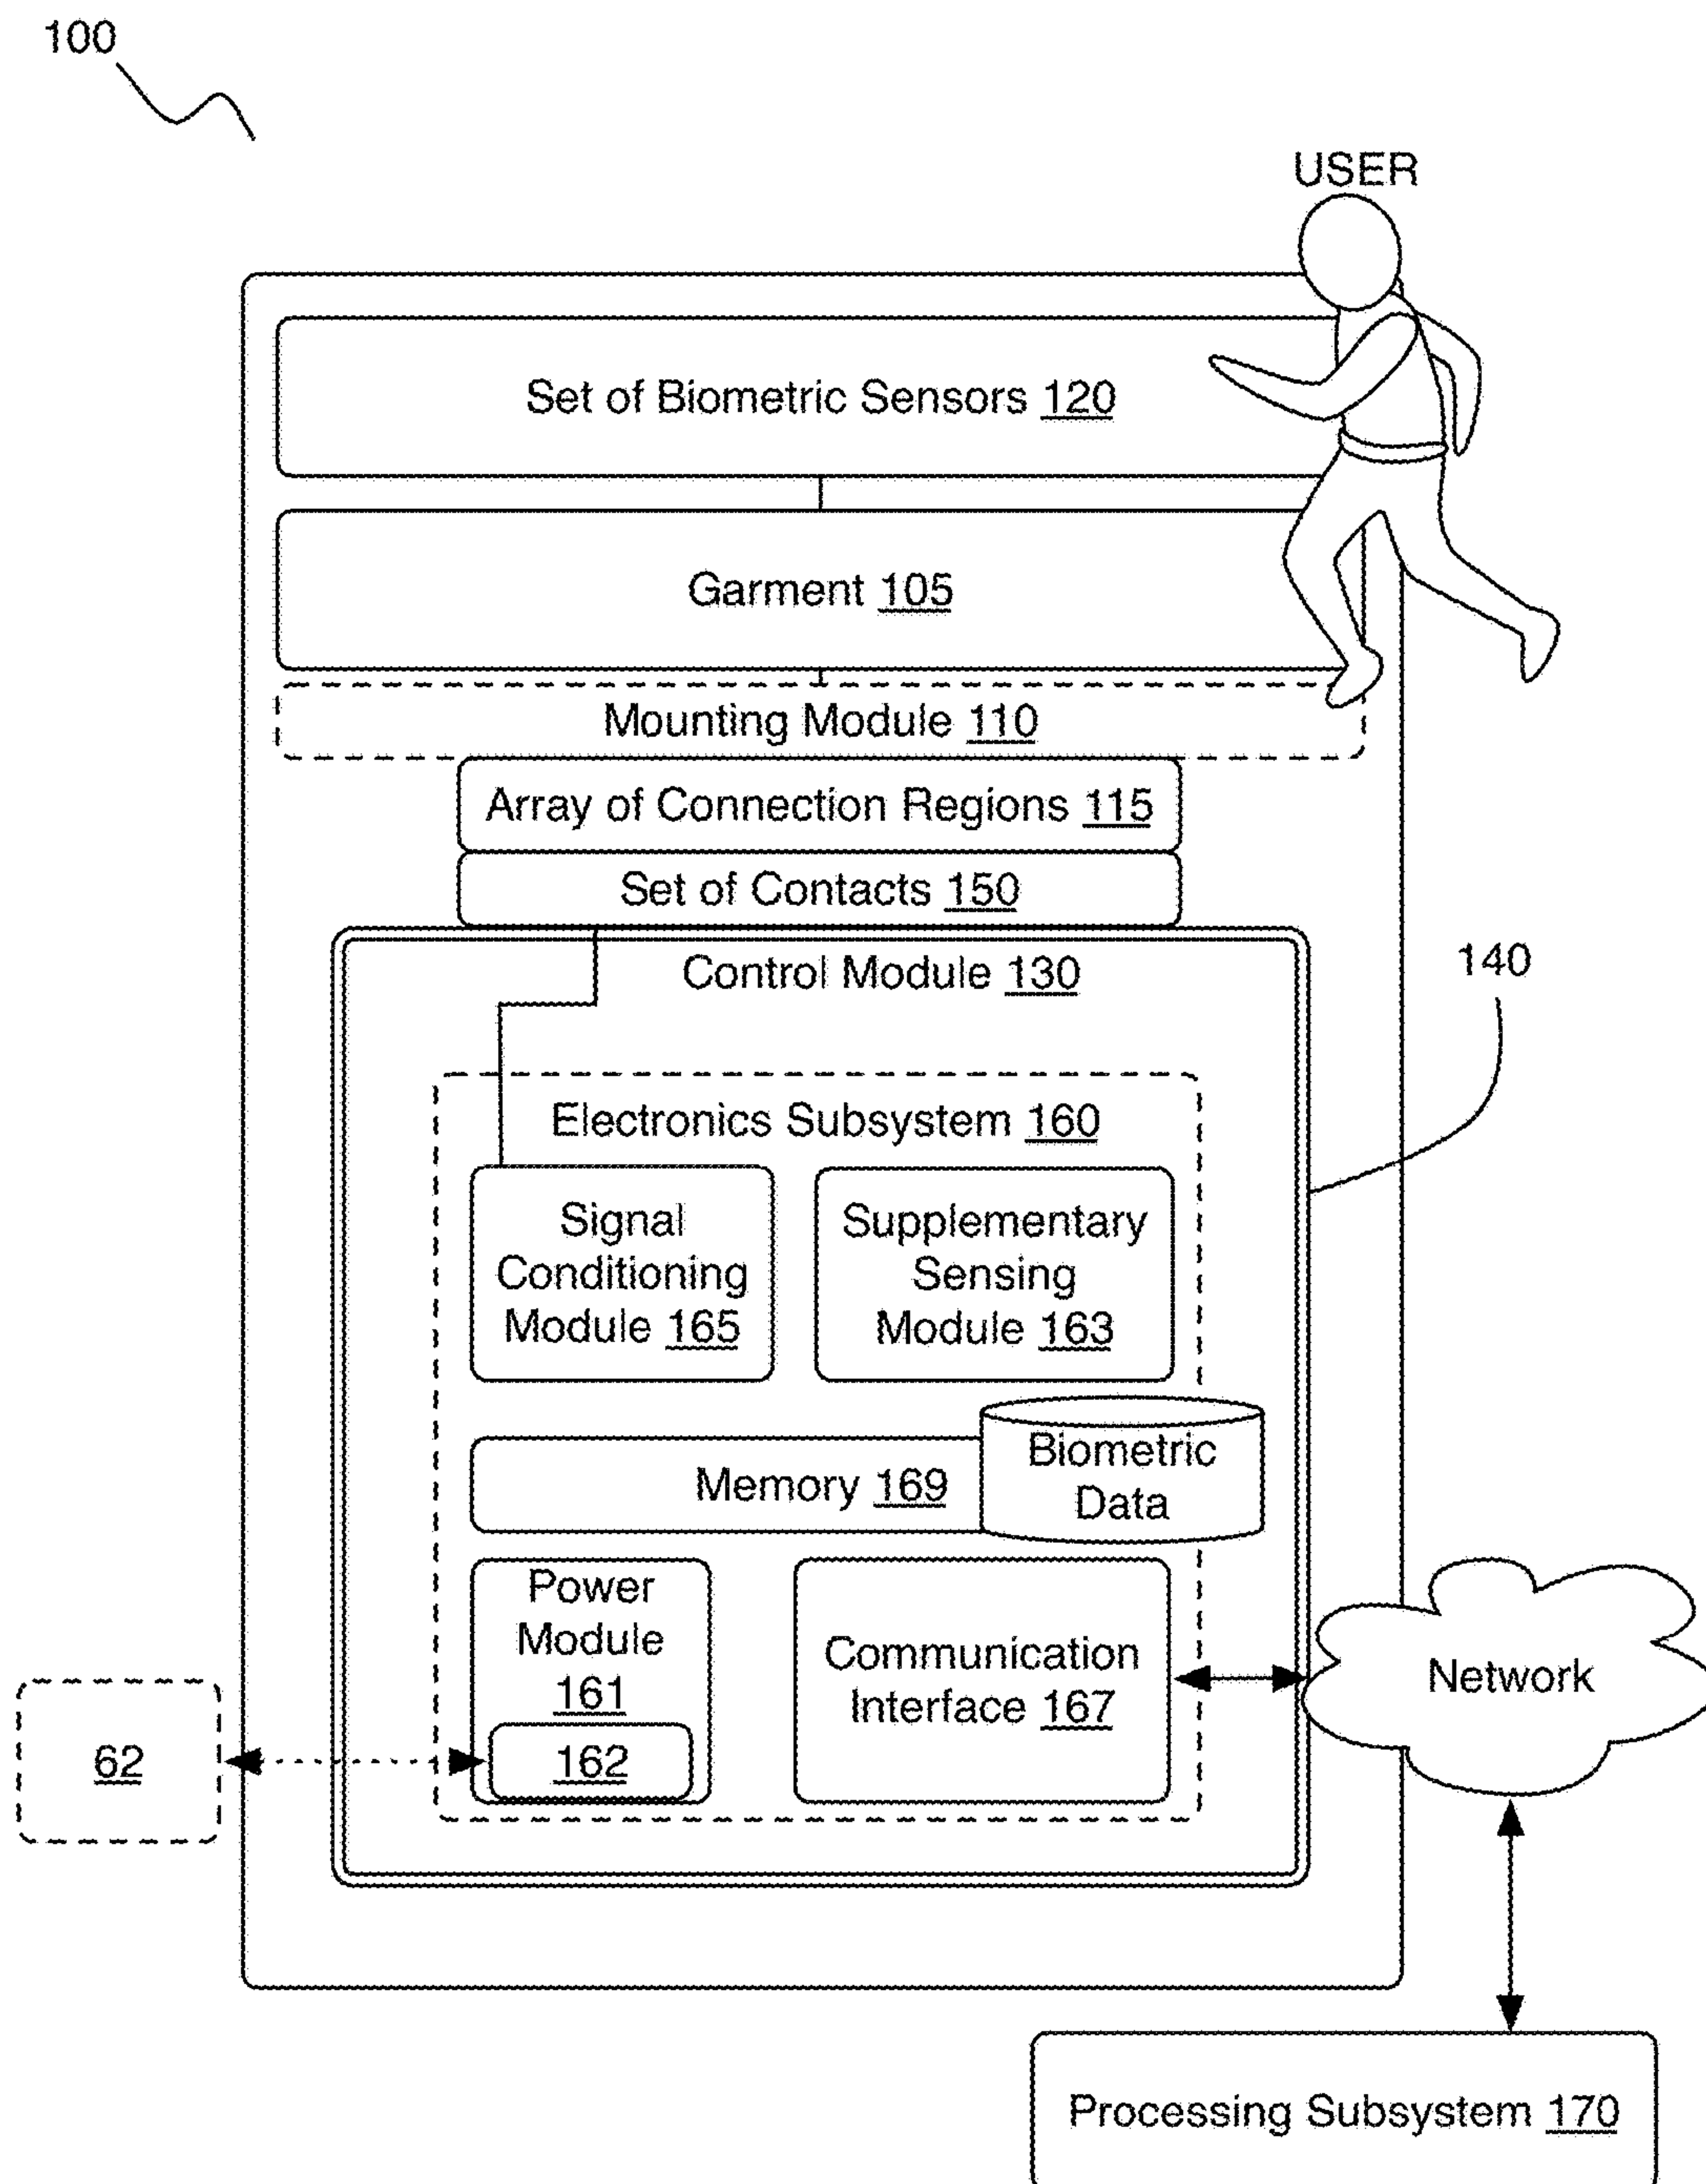 100
USER
Set of Biometric Sensors 120
Garment 105
Mounting Module 110
Array of Connection Regions 115
Set of Contacts 150
Control Module 130
140
Electronics Subsystem 160
Signal
Conditioning
Module 165
Supplementary
Sensing
Module 163
Memory 169
Biometric
Data
Power
Module
161
162
Communication
Interface 167
Network
62
Processing Subsystem 170